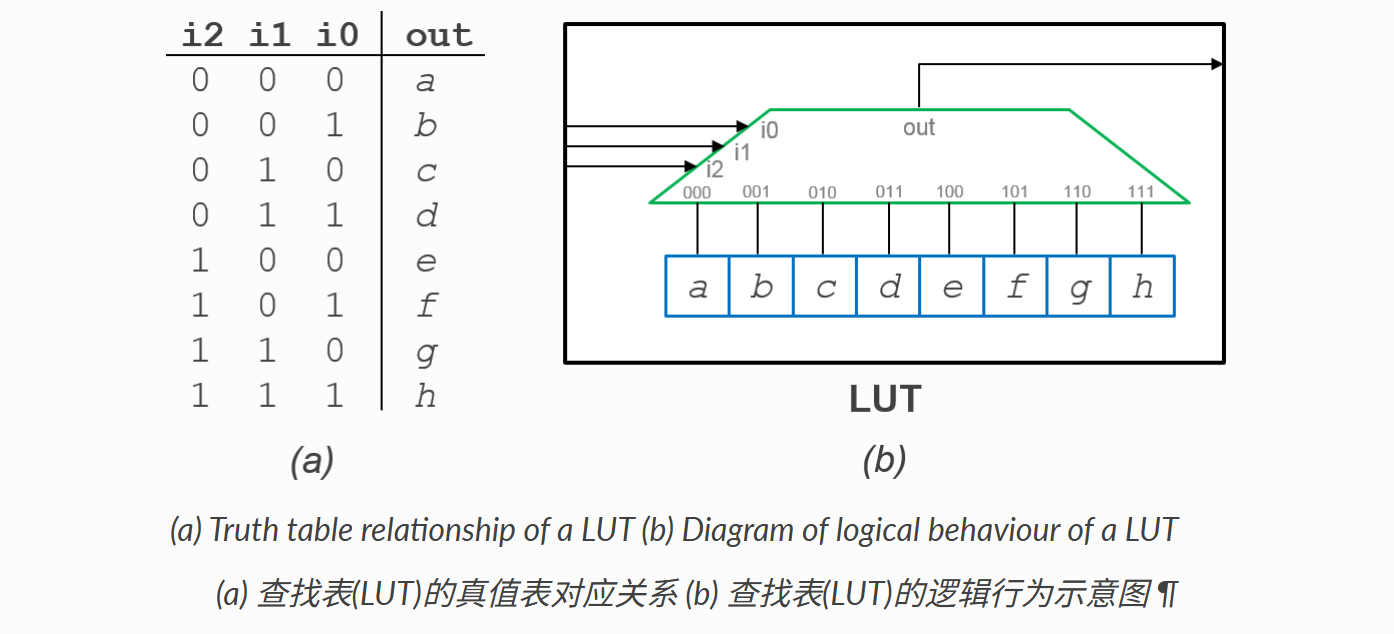 i2 i1 i0 out
0 0 0 a
0 0 1 b
0 1 0 c
0 1 1 d
1 0 0 e
1 0 1 f
1 1 0 g
1 1 1 h
(a)
out
i0
i1
i2
000 001 010 011 100 101 110 111
a b c d e f g h
LUT
(b)
(a) Truth table relationship of a LUT (b) Diagram of logical behaviour of a LUT
(a) 查找表(LUT)的真值表对应关系 (b) 查找表(LUT)的逻辑行为示意图 ¶